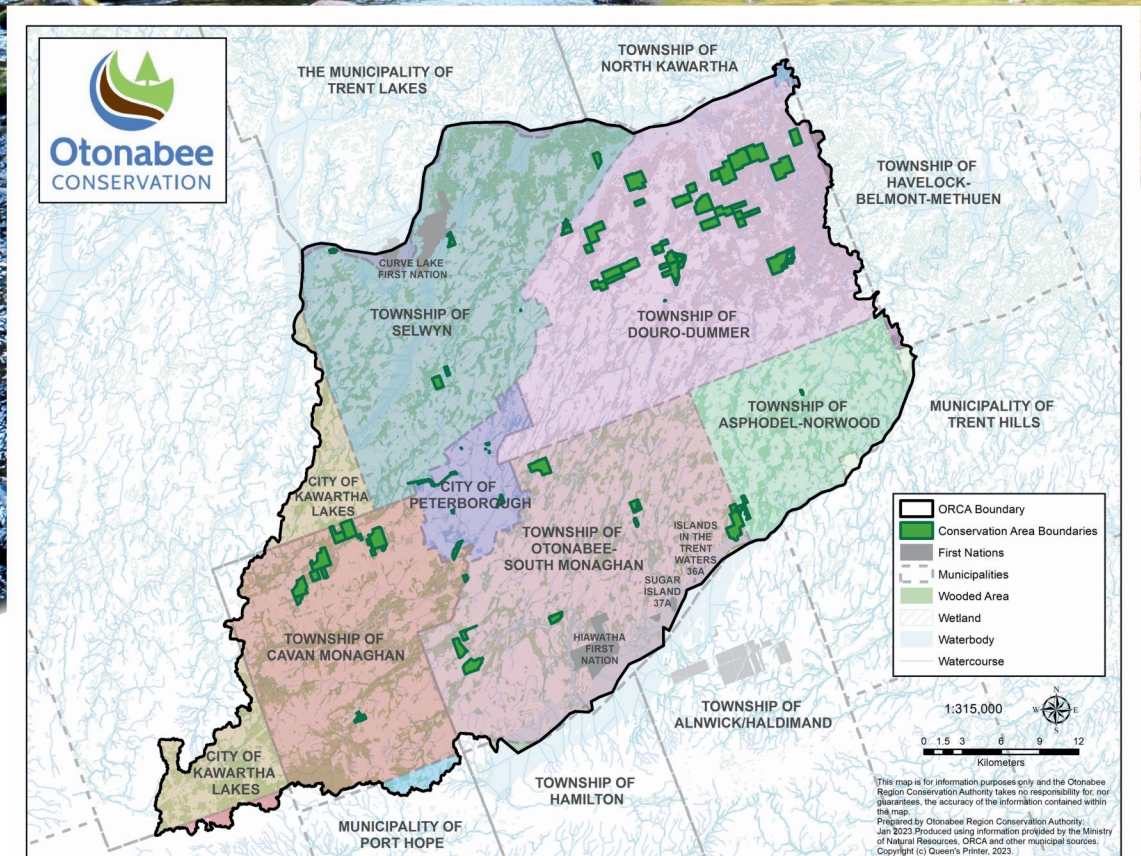 Otonabee
CONSERVATION
THE MUNICIPALITY OF
TRENT LAKES
TOWNSHIP OF
NORTH KAWARTHA
TOWNSHIP OF
HAVELOCK-
BELMONT-METHUEN
CURVE LAKE
FIRST NATION
TOWNSHIP OF
SELWYN
TOWNSHIP OF
DOURO-DUMMER
TOWNSHIP OF
ASPHODEL-NORWOOD
MUNICIPALITY OF
TRENT HILLS
CITY OF
KAWARTHA
LAKES
CITY OF
PETERBOROUGH
TOWNSHIP OF
OTONABEE-
SOUTH MONAGHAN
ISLANDS
IN THE
TRENT
WATERS
36A
SUGAR
ISLAND
37A
HIAWATHA
FIRST
NATION
TOWNSHIP OF
CAVAN MONAGHAN
TOWNSHIP OF
ALNWICK/HALDIMAND
CITY OF
KAWARTHA
LAKES
TOWNSHIP OF
HAMILTON
MUNICIPALITY OF
PORT HOPE
ORCA Boundary
Conservation Area Boundaries
First Nations
Municipalities
Wooded Area
Wetland
Waterbody
Watercourse
1:315,000
N
W E
S
0 1.5 3 6 9 12
Kilometers
This map is for information purposes only and the Otonabee
Region Conservation Authority takes no responsibility for, nor
guarantees, the accuracy of the information contained within
the map.
Prepared by Otonabee Region Conservation Authority:
Jan 2023.Produced using information provided by the Ministry
of Natural Resources, ORCA and other municipal sources.
Copyright (c) Queen's Printer, 2023.